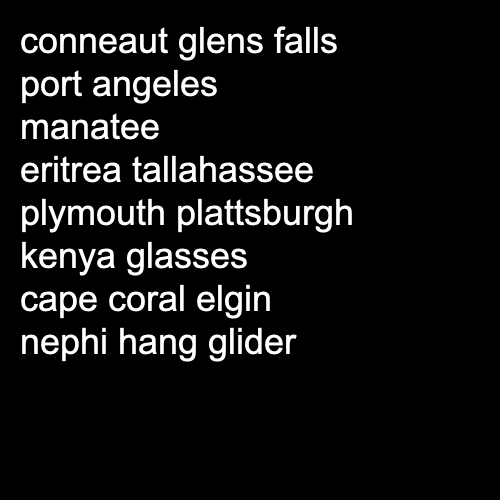 conneaut glens falls
port angeles
manatee
eritrea tallahassee
plymouth plattsburgh
kenya glasses
cape coral elgin
nephi hang glider